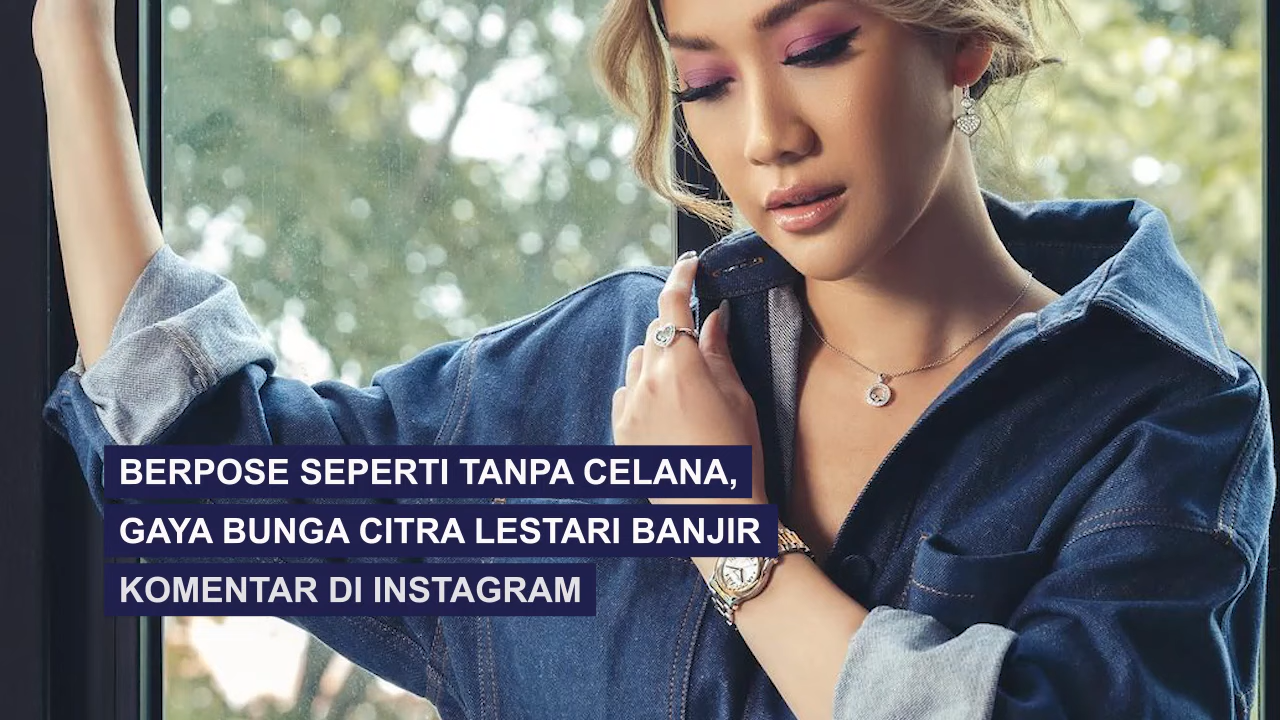 BERPOSE SEPERTI TANPA CELANA,
GAYA BUNGA CITRA LESTARI BANJIR
KOMENTAR DI INSTAGRAM